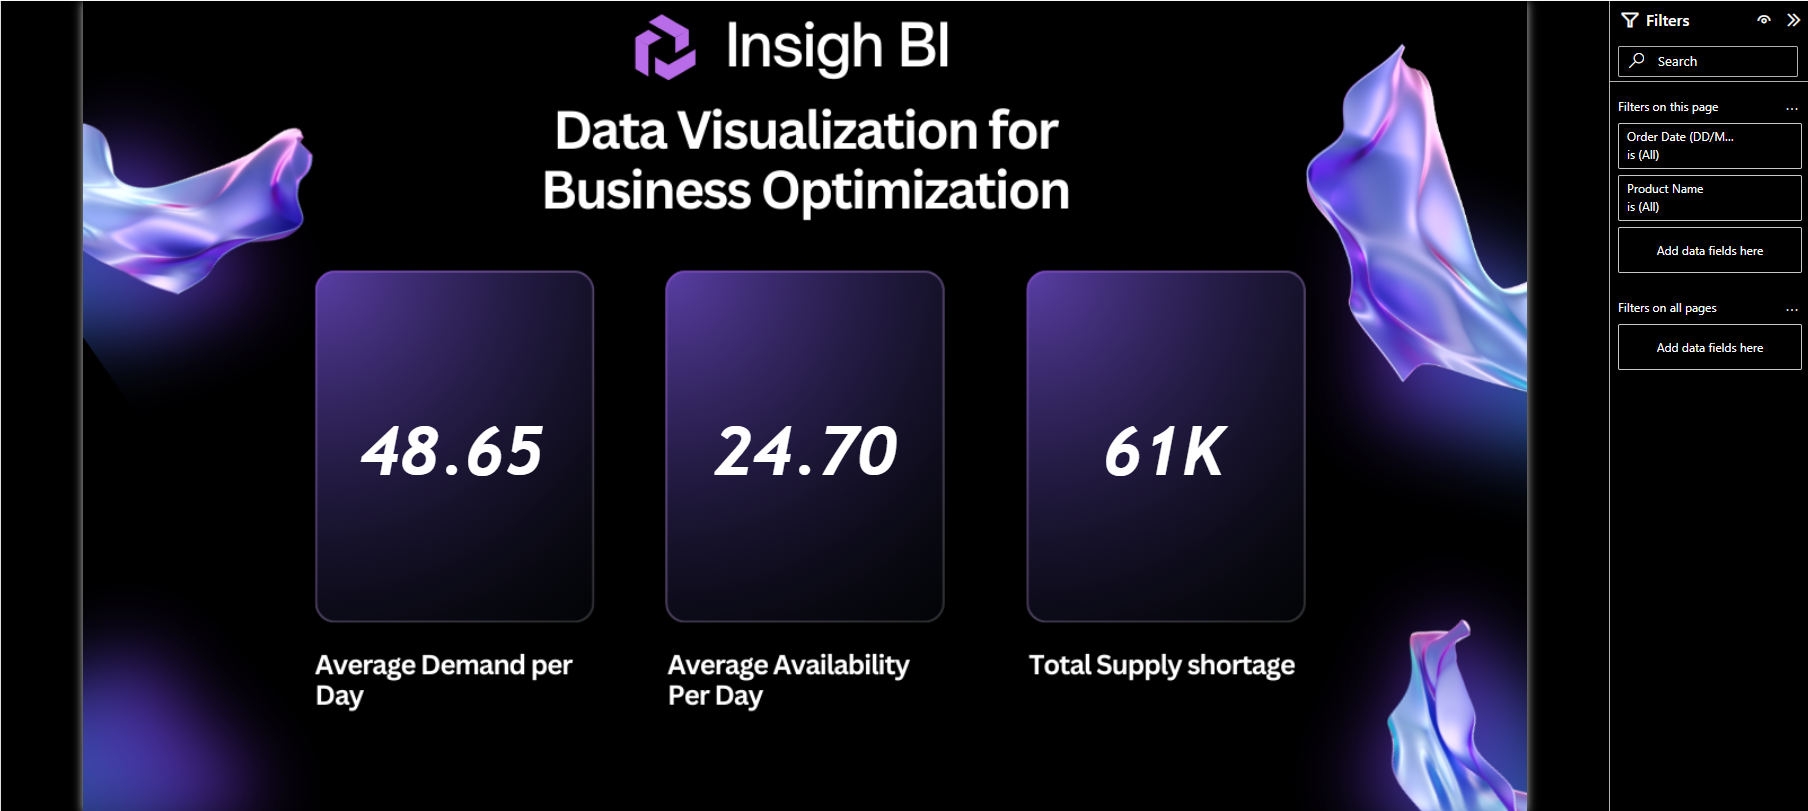 Insigh BI
Data Visualization for
Business Optimization
48.65
24.70
61K
Average Demand per
Day
Average Availability
Per Day
Total Supply shortage
Filters
Search
Filters on this page
...
Order Date (DD/M...
is (All)
Product Name
is (All)
Add data fields here
Filters on all pages
...
Add data fields here